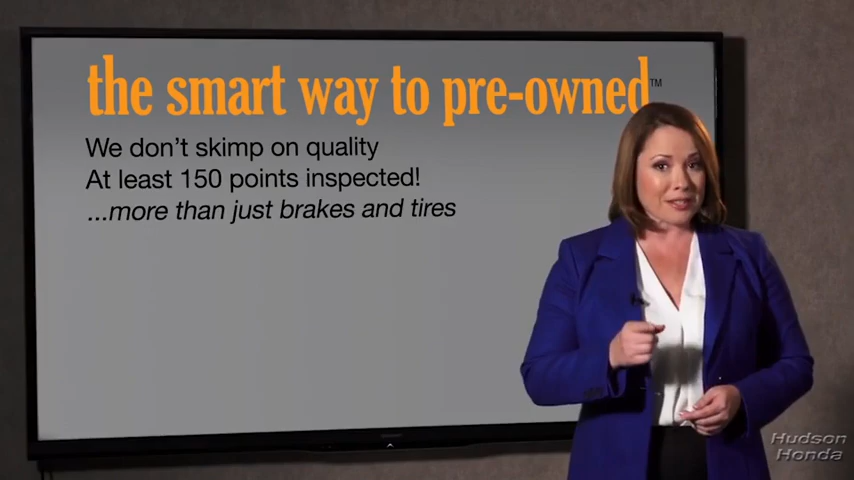 the smart way to pre-owned™
We don't skimp on quality
At least 150 points inspected!
...more than just brakes and tires
Hudson
Honda